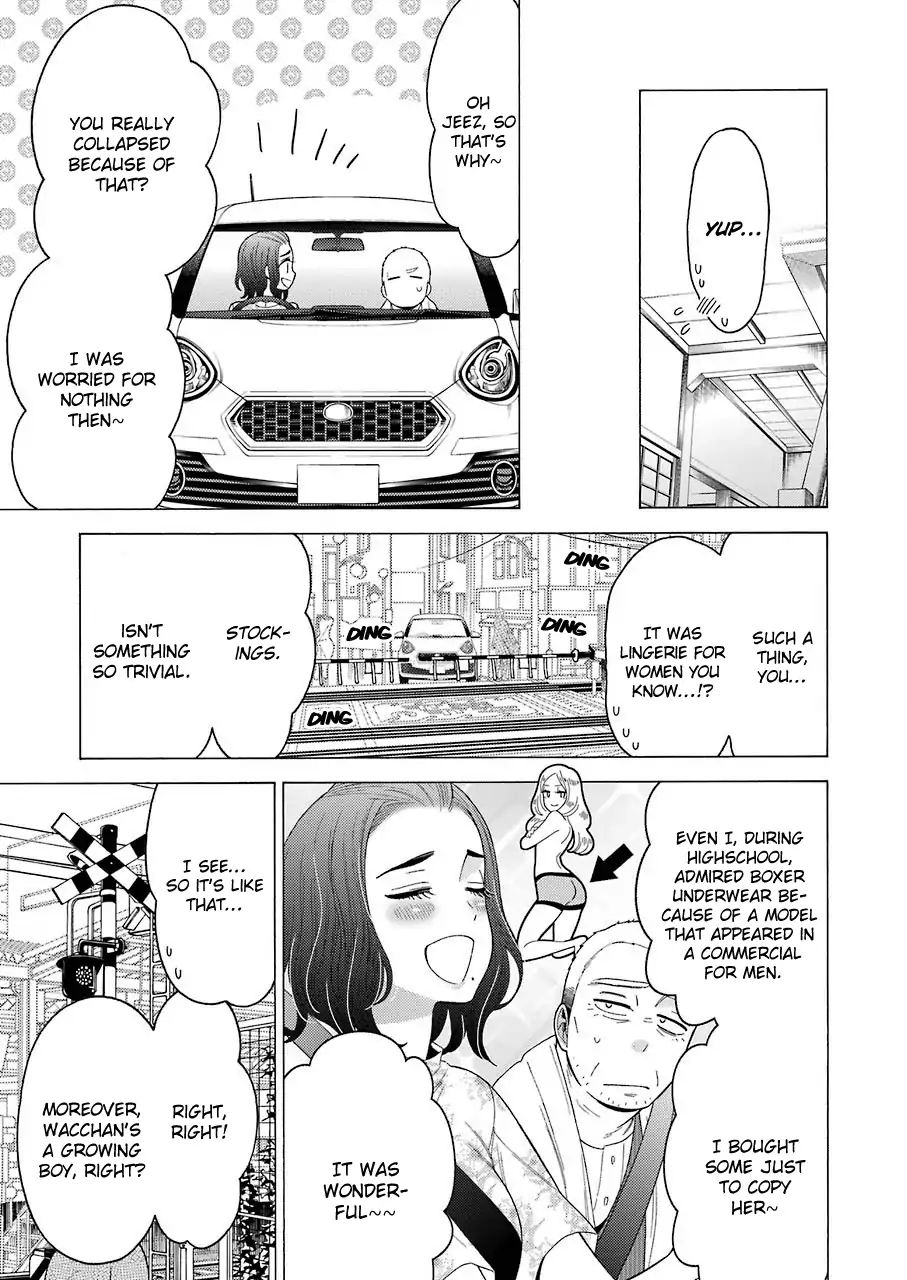 YUP...
OH
JEEZ, SO
THAT'S
WHY~
YOU REALLY
COLLAPSED
BECAUSE OF
THAT?
I WAS
WORRIED FOR
NOTHING
THEN~
SUCH A
THING,
YOU...
IT WAS
LINGERIE FOR
WOMEN YOU
KNOW...!?
DING
DING
DING
DING
STOCK-
INGS.
ISN'T
SOMETHING
SO TRIVIAL.
EVEN I, DURING
HIGHSCHOOL,
ADMIRED BOXER
UNDERWEAR BE-
CAUSE OF A MODEL
THAT APPEARED IN
A COMMERCIAL
FOR MEN.
I BOUGHT
SOME JUST
TO COPY
HER~
IT WAS
WONDER-
FUL~~
I SEE...
SO IT'S LIKE
THAT...
RIGHT,
RIGHT!
MOREOVER,
WACCHAN'S
A GROWING
BOY, RIGHT?